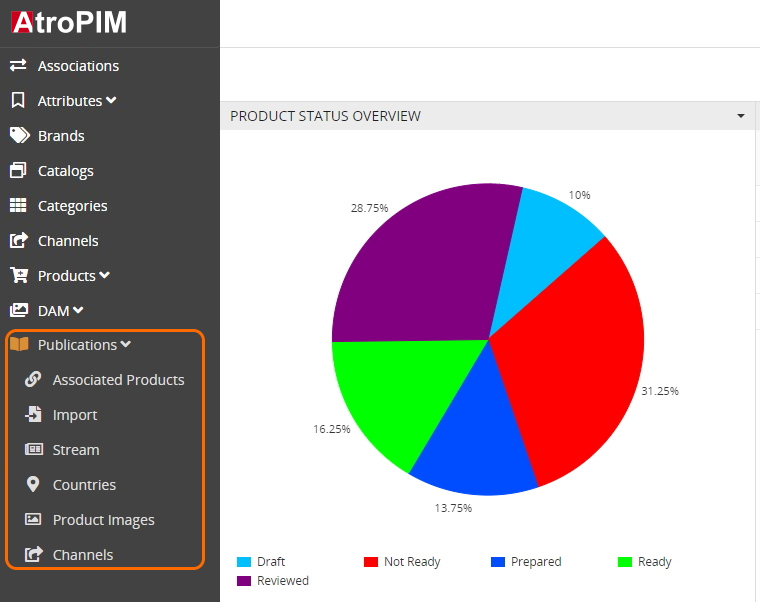 AtroPIM
Associations
Attributes
Brands
Catalogs
Categories
Channels
Products
DAM
Publications
Associated Products
Import
Stream
Countries
Product Images
Channels
PRODUCT STATUS OVERVIEW
28.75%
10%
31.25%
16.25%
13.75%
Draft Not Ready Prepared Ready
Reviewed